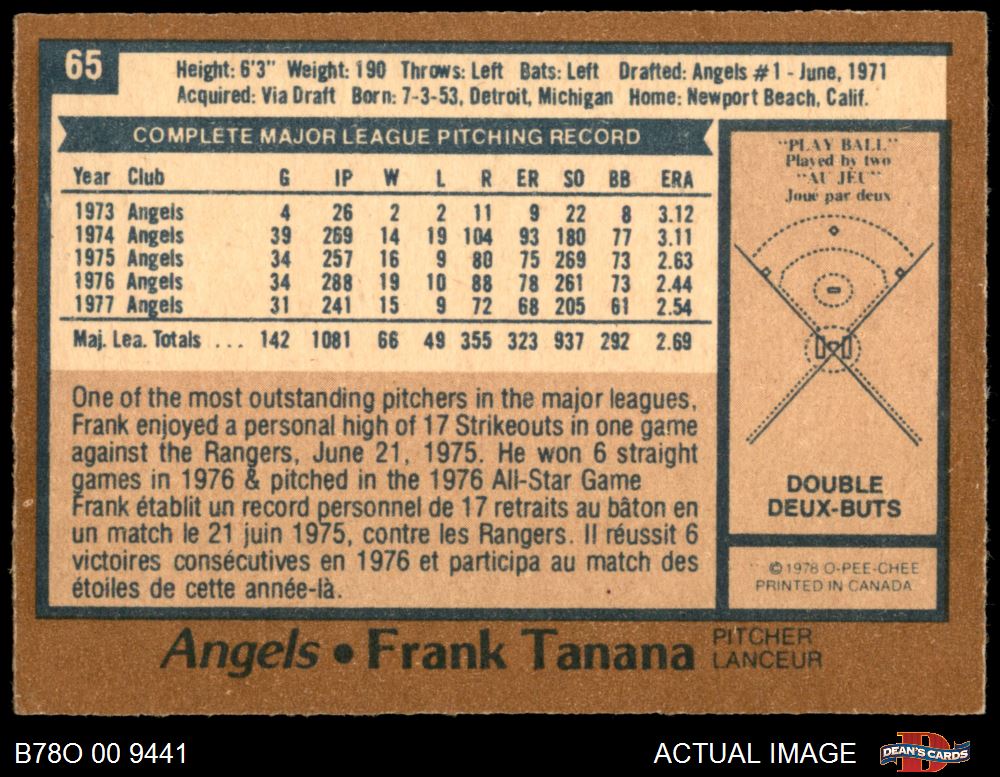 65
Height: 6'3" Weight: 190 Throws: Left Bats: Left Drafted: Angels #1 - June, 1971
Acquired: Via Draft Born: 7-3-53, Detroit, Michigan Home: Newport Beach, Calif.
COMPLETE MAJOR LEAGUE PITCHING RECORD
Year Club G IP W L R ER SO BB ERA
1973 Angels 4 26 2 2 11 9 22 8 3.12
1974 Angels 39 269 14 19 104 93 180 77 3.11
1975 Angels 34 257 16 9 80 75 269 73 2.63
1976 Angels 34 288 19 10 88 78 261 73 2.44
1977 Angels 31 241 15 9 72 68 205 61 2.54
Maj. Lea. Totals ... 142 1081 66 49 355 323 937 292 2.69
One of the most outstanding pitchers in the major leagues,
Frank enjoyed a personal high of 17 Strikeouts in one game
against the Rangers, June 21, 1975. He won 6 straight
games in 1976 & pitched in the 1976 All-Star Game
Frank établit un record personnel de 17 retraits au bâton en
un match le 21 juin 1975, contre les Rangers. Il réussit 6
victoires consécutives en 1976 et participa au match des
étoiles de cette année-là.
"PLAY BALL"
Played by two
"AU JEU"
Joué par deux
DOUBLE
DEUX-BUTS
© 1978 O-PEE-CHEE
PRINTED IN CANADA
Angels • Frank Tanana PITCHER
LANCEUR
B78O 00 9441
ACTUAL IMAGE
DEAN'S CARDS